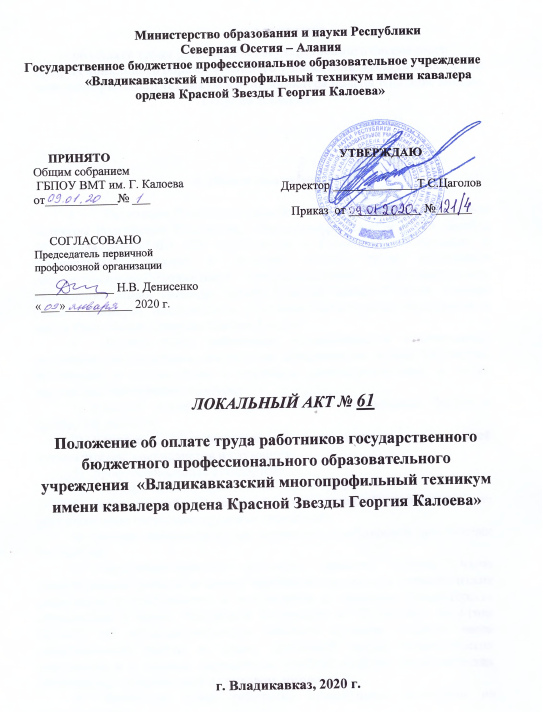 Министерство образования и науки Республики
Северная Осетия – Алания
Государственное бюджетное профессиональное образовательное учреждение
«Владикавказский многопрофильный техникум имени кавалера
ордена Красной Звезды Георгия Калоева»
ПРИНЯТО
Общим собранием
ГБПОУ ВМТ им. Г. Калоева
от 09.01.20 № 1
УТВЕРЖДАЮ
Директор Т.С.Цаголов
Приказ от 09.01.2020г. № 121/4
СОГЛАСОВАНО
Председатель первичной
профсоюзной организации
Н.В. Денисенко
«09» января 2020 г.
ЛОКАЛЬНЫЙ АКТ № 61
Положение об оплате труда работников государственного
бюджетного профессионального образовательного
учреждения «Владикавказский многопрофильный техникум
имени кавалера ордена Красной Звезды Георгия Калоева»
г. Владикавказ, 2020 г.